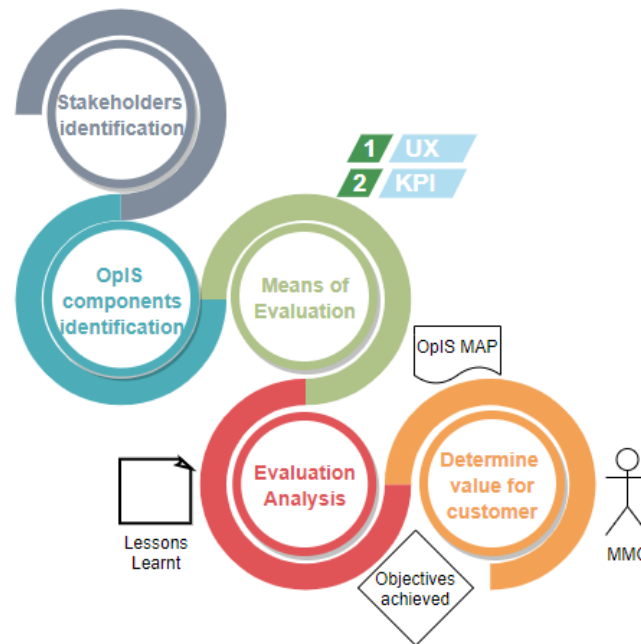 Stakeholders
identification
1 UX
2 KPI
OpIS
components
identification
Means of
Evaluation
OpIS MAP
Evaluation
Analysis
Determine
value for
customer
Lessons
Learnt
Objectives
achieved